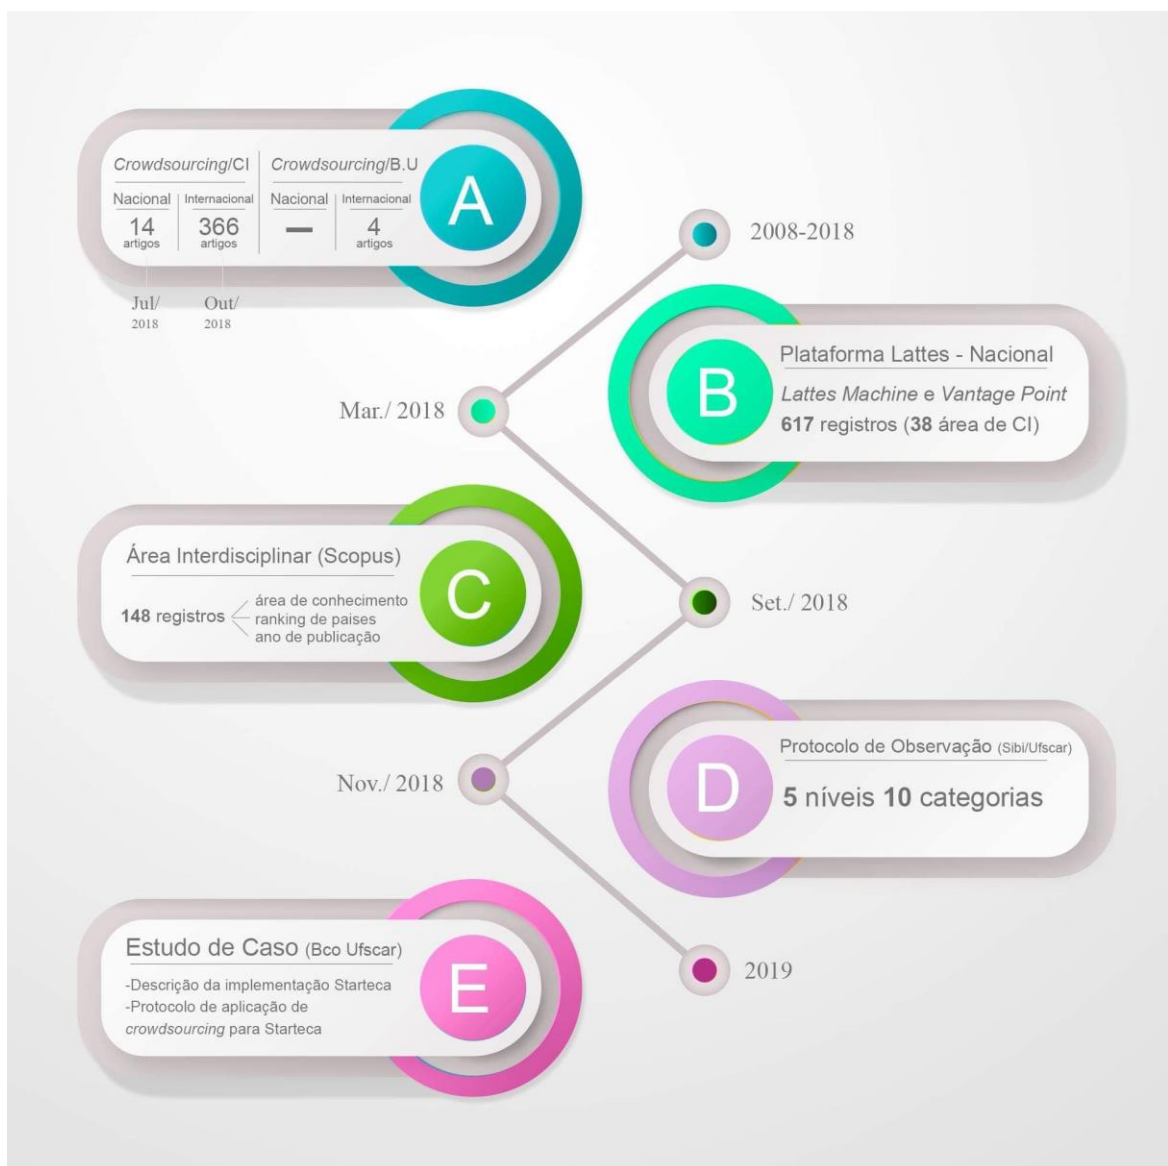 Crowdsourcing/CI Crowdsourcing/B.U
Nacional Internacional Nacional Internacional
14 366 — 4
artigos artigos artigos
A
Jul/ Out/
2018 2018
2008-2018
Plataforma Lattes - Nacional
Lattes Machine e Vantage Point
617 registros (38 área de CI)
B
Mar./ 2018
Área Interdisciplinar (Scopus)
148 registros
área de conhecimento
ranking de paises
ano de publicação
C
Set./ 2018
Protocolo de Observação (Sibi/Ufscar)
5 níveis 10 categorias
D
Nov./ 2018
Estudo de Caso (Bco Ufscar)
-Descrição da implementação Starteca
-Protocolo de aplicação de
crowdsourcing para Starteca
E
2019